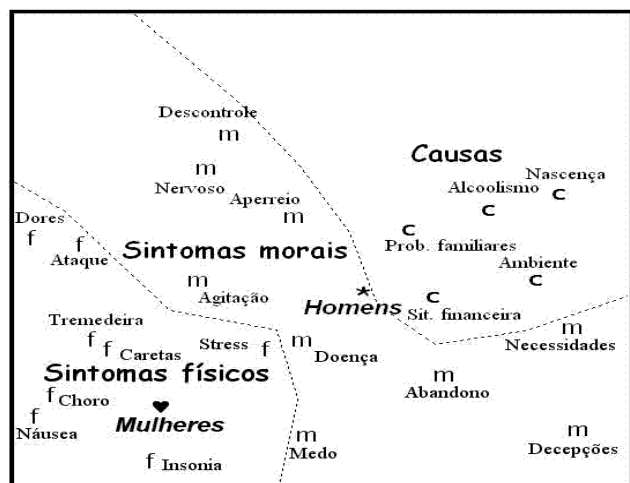 Descontrole
m
Causas
m
Nascença
Nervoso
Alcoolismo
c
Aperreio
c
m
Dores
c
f
f
Sintomas morais
Prob. familiares
Ataque
Ambiente
m
c
Agitação
Homens
c
Sit. financeira
Tremedeira
m
f
f
Caretas
Stress
f
m
Doença
Necessidades
Sintomas físicos
m
Abandono
f
Choro
f
Náusea
Mulheres
m
Medo
m
Decepções
f
Insonia